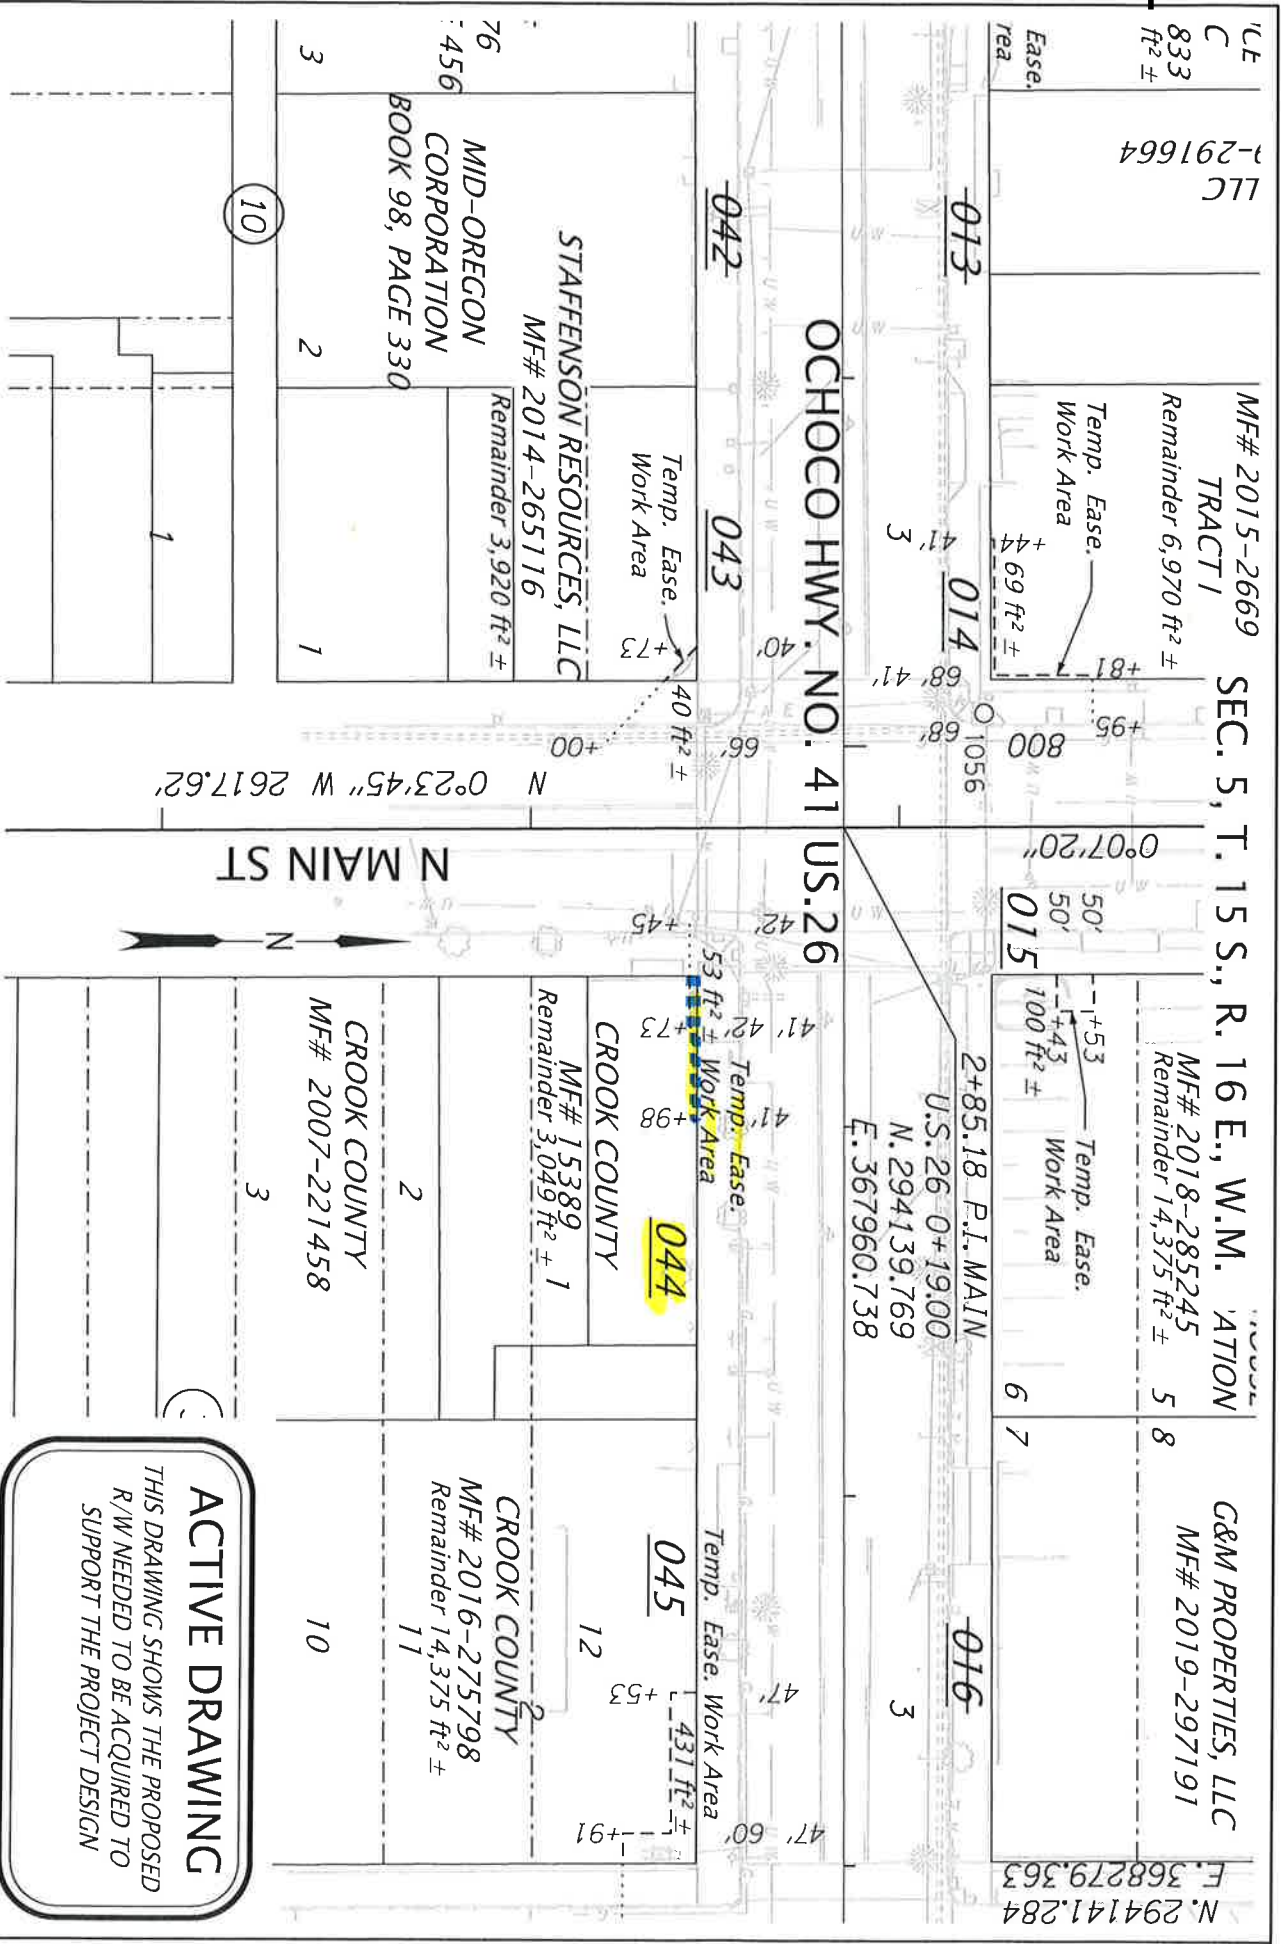 SEC. 5, T. 15 S., R. 16 E., W.M.
C
833
ft² ±
Ease.
LLC
-291664
013
MF# 2015-2669
TRACT I
Remainder 6,970 ft² ±
Temp. Ease.
Work Area
+44
69 ft² ±
+81
+95
41'
3
014
68'
41'
68'
1056
800
0°07'20"
50'
50'
015
+53
+43
100 ft² ±
Temp. Ease.
Work Area
MF# 2018-285245
Remainder 14,375 ft² ±
5
8
6
7
G&M PROPERTIES, LLC
MF# 2019-297191
016
3
N. 294141.284
E. 368279.363
2+85.18 P.I. MAIN
U.S.26 0+19.00
N. 294139.769
E. 367960.738
OCHOCO HWY. NO. 41 US.26
042
043
76
456
3
MID-OREGON
CORPORATION
BOOK 98, PAGE 330
2
10
STAFFENSON RESOURCES, LLC
MF# 2014-265116
Remainder 3,920 ft² ±
Temp. Ease.
Work Area
+73
40'
40 ft² ±
66'
+00
1
1
N 0°23'45" W 2617.62'
N MAIN ST
N
+45
42'
53 ft² ±
+73
42'
41'
Temp. Ease.
Work Area
+98
41'
044
CROOK COUNTY
MF# 15389
Remainder 3,049 ft² ±
1
2
CROOK COUNTY
MF# 2007-221458
3
045
Temp. Ease. Work Area
47'
+53
431 ft² ±
47'
60'
+91
12
CROOK COUNTY
2
MF# 2016-275798
Remainder 14,375 ft² ±
11
10
ACTIVE DRAWING
THIS DRAWING SHOWS THE PROPOSED
R/W NEEDED TO BE ACQUIRED TO
SUPPORT THE PROJECT DESIGN